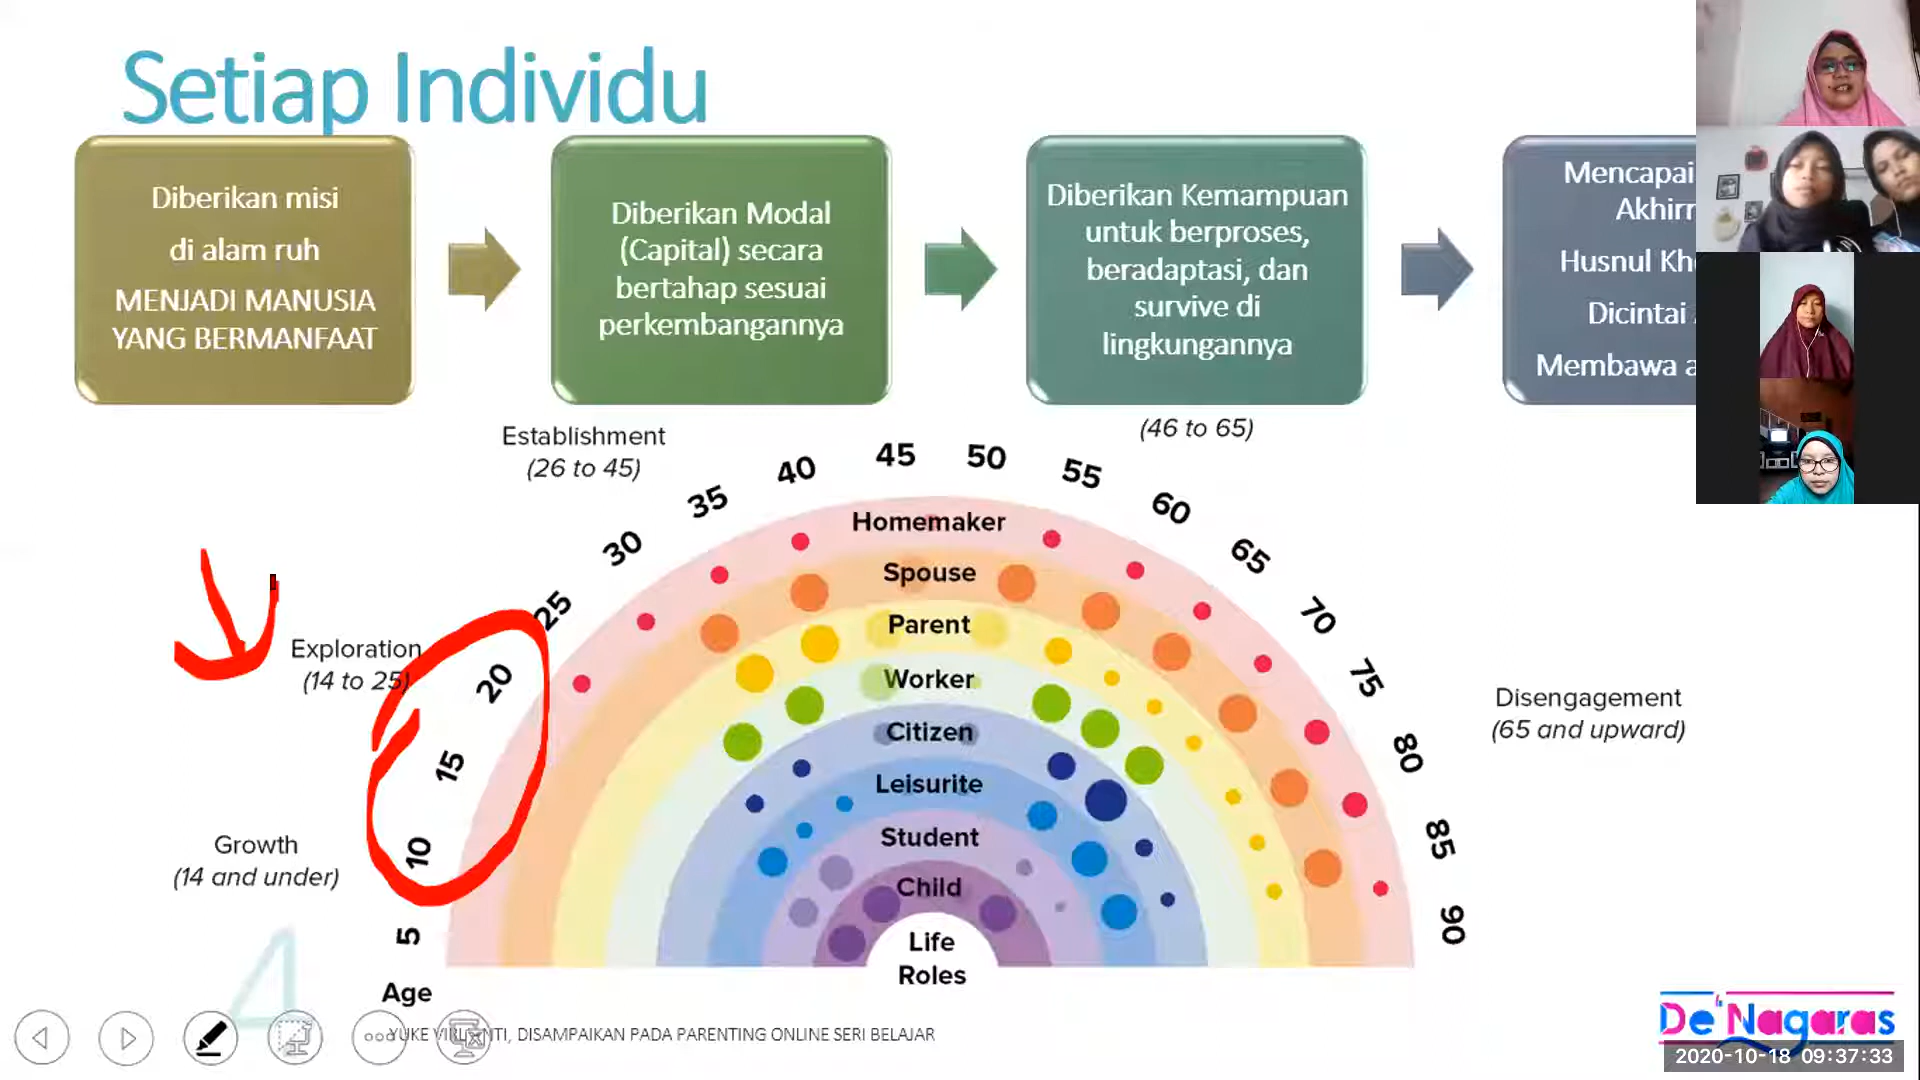 Setiap Individu
Diberikan misi
di alam ruh
MENJADI MANUSIA
YANG BERMANFAAT
Diberikan Modal
(Capital) secara
bertahap sesuai
perkembangannya
Diberikan Kemampuan
untuk berproses,
beradaptasi, dan
survive di
lingkungannya
Mencapai
Husnul
Dicintai
Membawa
Establishment
(26 to 45)
(46 to 65)
Exploration
(14 to 25)
Growth
(14 and under)
Disengagement
(65 and upward)
Age
5
10
15
20
25
30
35
40
45
50
55
60
65
70
75
80
85
90
Homemaker
Spouse
Parent
Worker
Citizen
Leisurite
Student
Child
Life
Roles
4
YUKE DISAMPAIKAN PADA PARENTING ONLINE SERI BELAJAR
De'Nagaras
2020-10-18 09:37:33